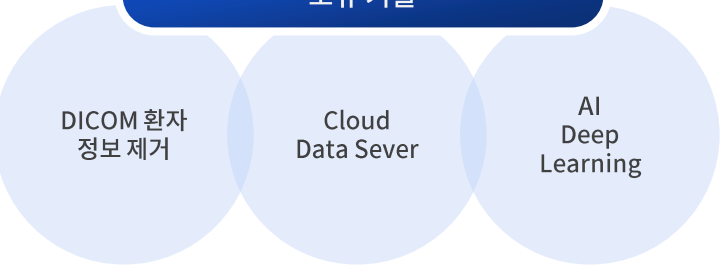 DICOM 환자
정보 제거
Cloud
Data Sever
AI
Deep
Learning